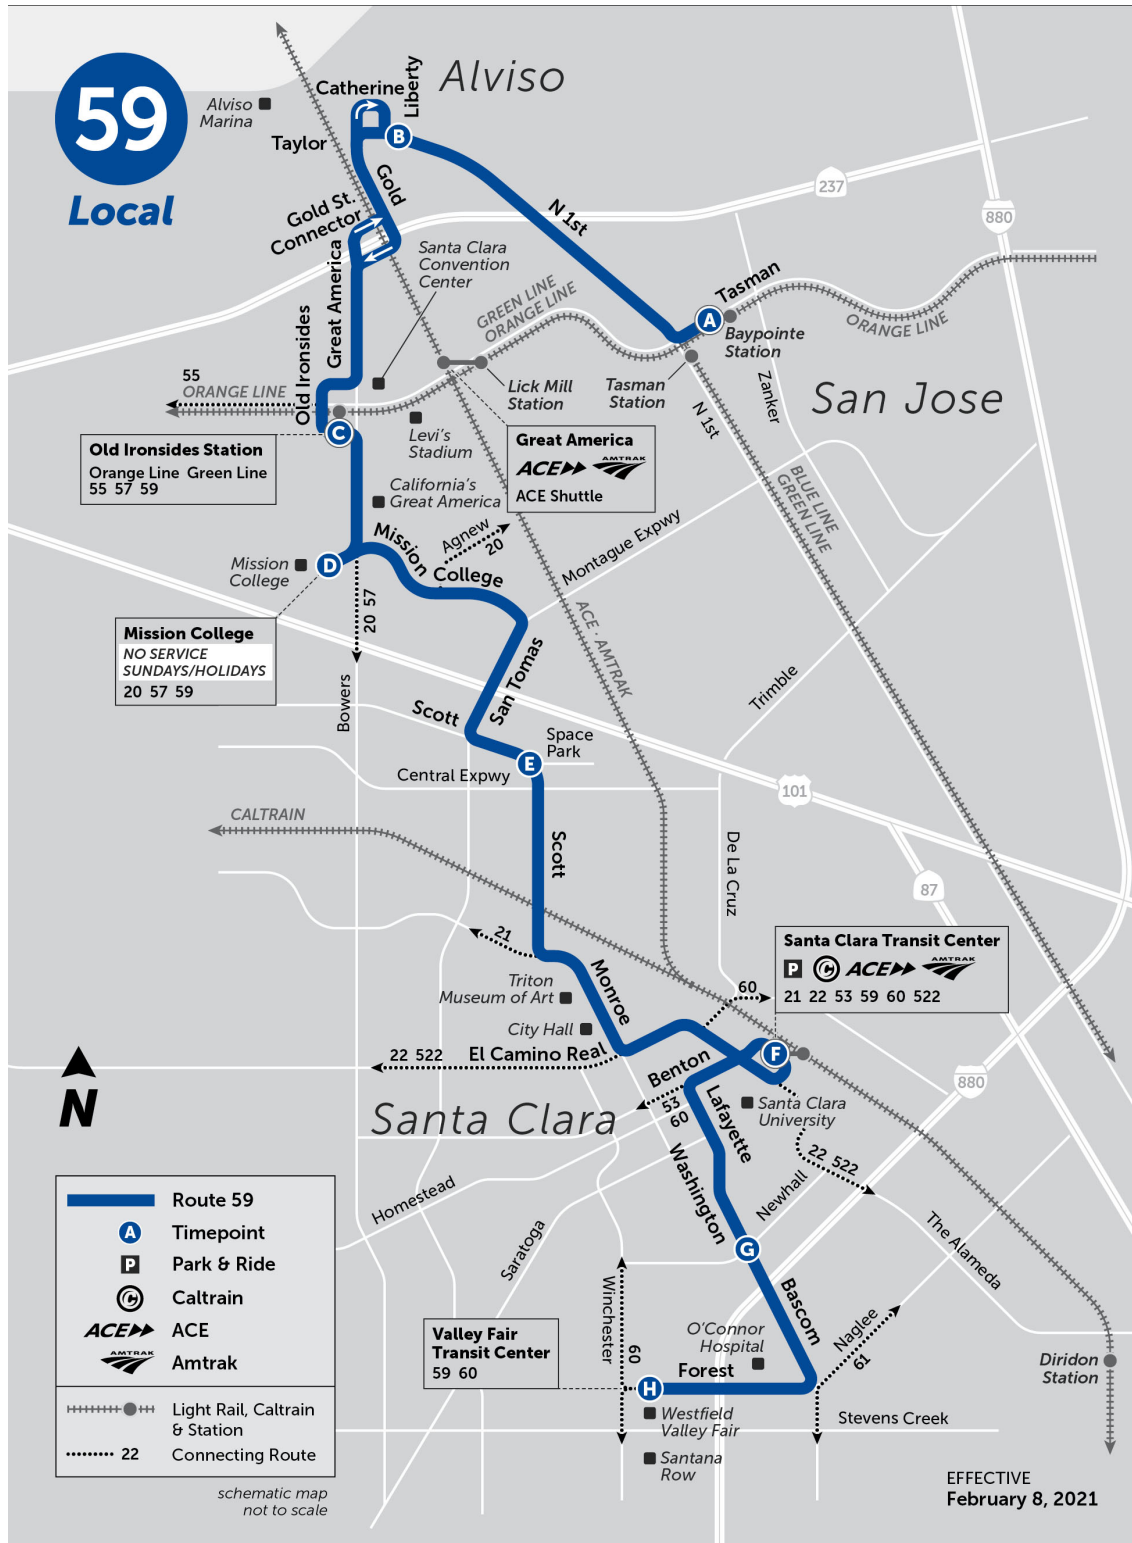 59
Local
Alviso
Alviso
Marina
Catherine
Liberty
B
Taylor
Gold
Gold St.
Connector
237
880
N 1st
Santa Clara
Convention
Center
Great America
Old Ironsides
GREEN LINE
ORANGE LINE
Tasman
A
Baypointe
Station
ORANGE LINE
San Jose
Zanker
55
ORANGE LINE
Lick Mill
Station
Tasman
Station
N 1st
C
Levi's
Stadium
Old Ironsides Station
Orange Line Green Line
55 57 59
Great America
ACE
AMTRAK
ACE Shuttle
BLUE LINE
GREEN LINE
California's
Great America
Mission
College
Agnew
20
Montague Expwy
Mission
College
D
20 57
ACE · AMTRAK
Mission College
NO SERVICE
SUNDAYS/HOLIDAYS
20 57 59
San Tomas
Trimble
Bowers
Scott
Space
Park
E
Central Expwy
101
CALTRAIN
Scott
De La Cruz
87
21
Santa Clara Transit Center
P
C
ACE
AMTRAK
21 22 53 59 60 522
Triton
Museum of Art
Monroe
60
City Hall
22 522
El Camino Real
F
Benton
880
N
Santa Clara
53
60
Lafayette
Santa Clara
University
Washington
22 522
Newhall
Homestead
Saratoga
The Alameda
G
Winchester
60
Bascom
Naglee
61
O'Connor
Hospital
Valley Fair
Transit Center
59 60
Forest
H
Diridon
Station
Westfield
Valley Fair
Stevens Creek
Santana
Row
Route 59
A
Timepoint
P
Park & Ride
C
Caltrain
ACE
ACE
AMTRAK
Amtrak
Light Rail, Caltrain
& Station
22
Connecting Route
schematic map
not to scale
EFFECTIVE
February 8, 2021